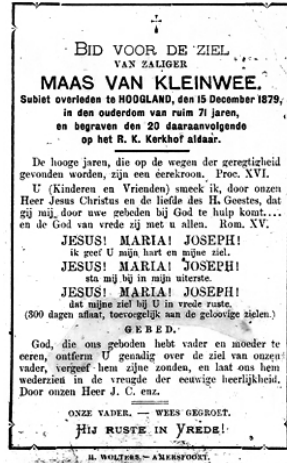 BID VOOR DE ZIEL
VAN ZALIGER
MAAS VAN KLEINWEE.
Subiet overleden te HOOGLAND, den 15 December 1879,
in den ouderdom van ruim 71 jaren,
en begraven den 20 daaraanvolgende
op het R. K. Kerkhof aldaar.
De hooge jaren, die op de wegen der geregtigheid
gevonden worden, zijn een eerekroon. Proc. XVI.
U (Kinderen en Vrienden) smeek ik, door onzen
Heer Jesus Christus en de liefde des H. Geestes, dat
gij mij door uwe gebeden bij God te hulp komt....
en de God van vrede zij met u allen. Rom. XV.
JESUS! MARIA! JOSEPH!
ik geef U mijn hart en mijne ziel.
JESUS! MARIA! JOSEPH!
sta mij bij in mijn uiterste.
JESUS! MARIA! JOSEPH!
dat mijne ziel bij U in vrede ruste.
(300 dagen aflaat, toevoegelijk aan de geloovige zielen.)
GEBED.
God, die ons geboden hebt vader en moeder te
eeren, ontferm U genadig over de ziel van onzen
vader, vergeef hem zijne zonden, en laat ons hem
wederzien in de vreugde der eeuwige heerlijkheid.
Door onzen Heer J. C. enz.
ONZE VADER. — WEES GEGROET.
HIJ RUSTE IN VREDE!
H. WOLTERS — AMERSFOORT.